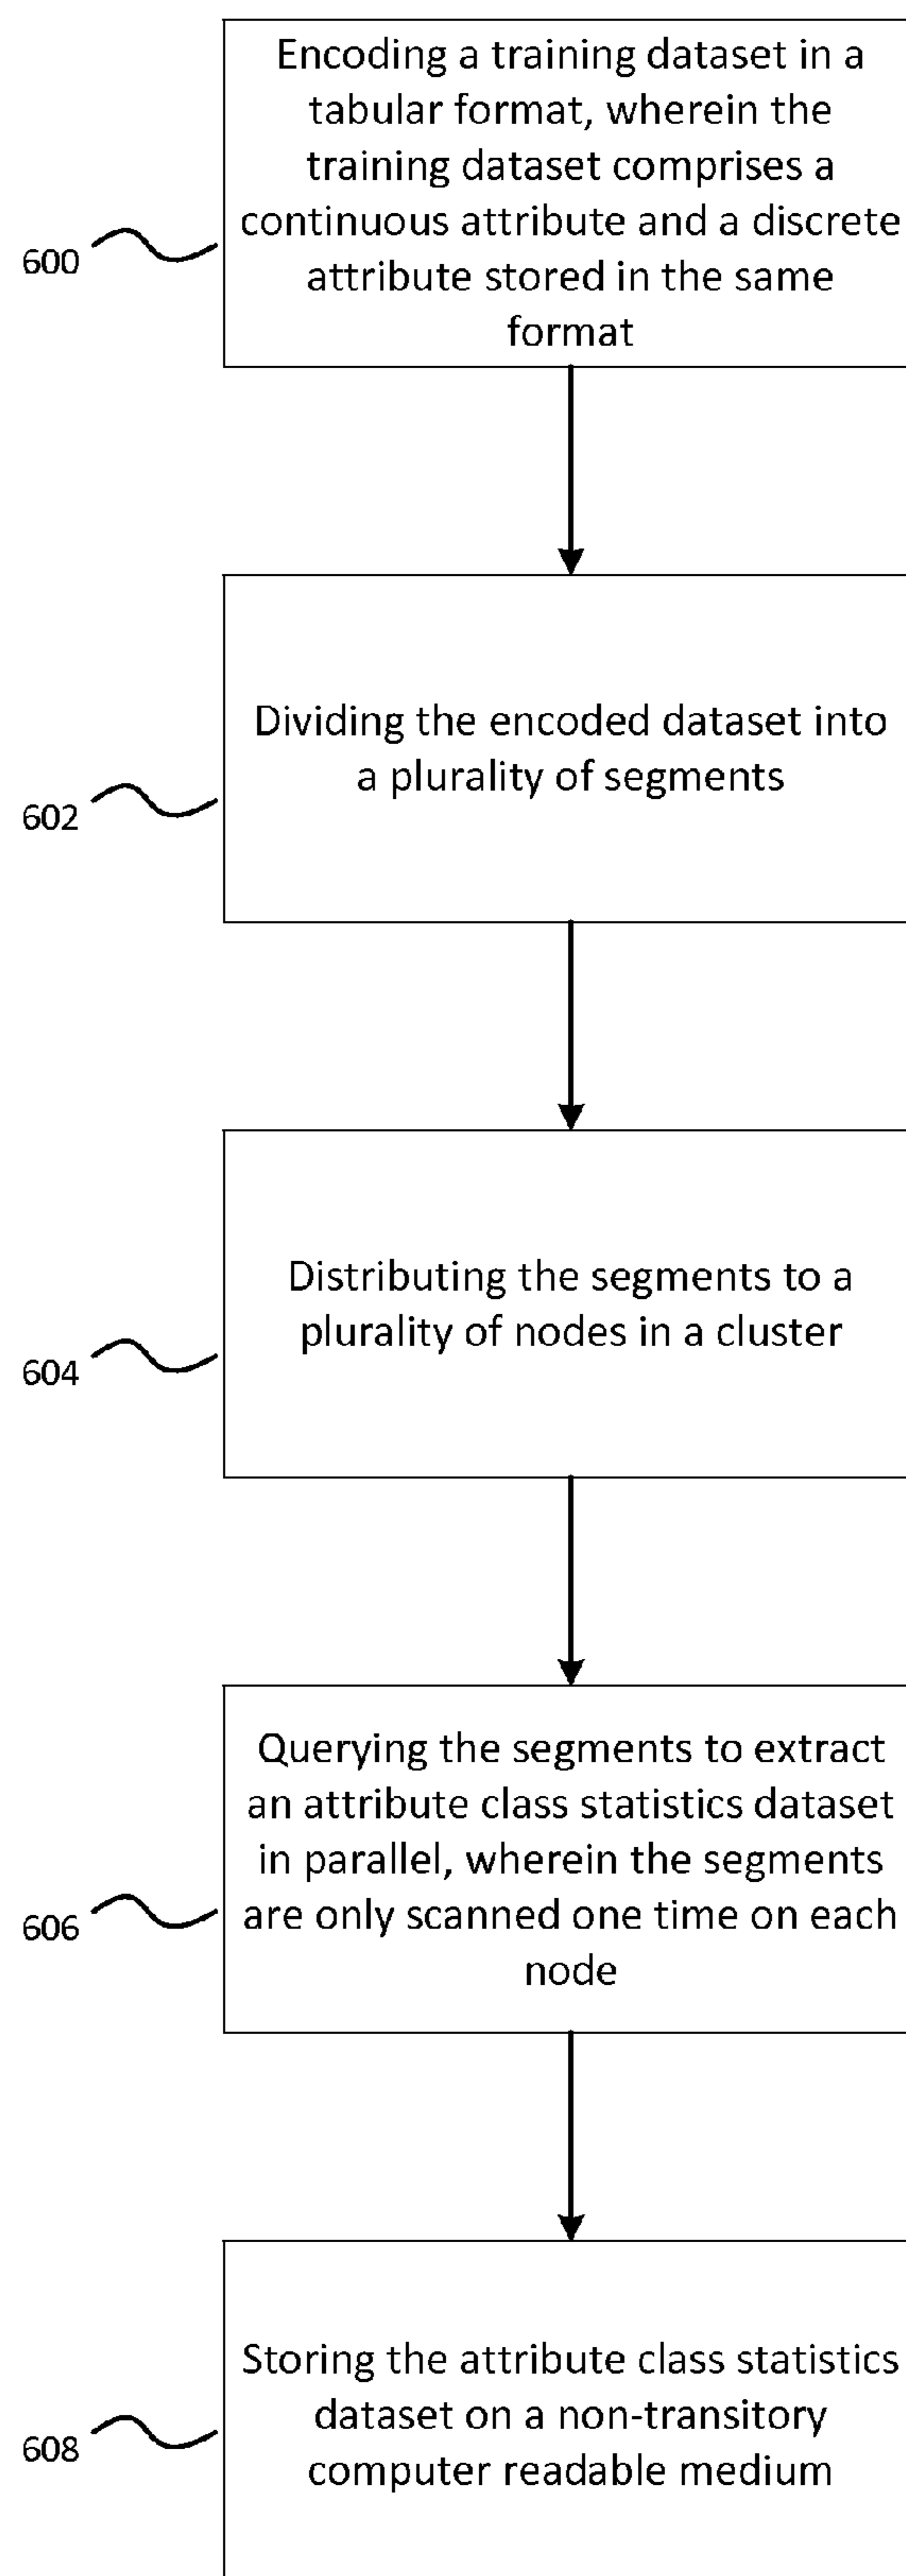 Encoding a training dataset in a
tabular format, wherein the
training dataset comprises a
continuous attribute and a discrete
attribute stored in the same
format
600
Dividing the encoded dataset into
a plurality of segments
602
Distributing the segments to a
plurality of nodes in a cluster
604
Querying the segments to extract
an attribute class statistics dataset
in parallel, wherein the segments
are only scanned one time on each
node
606
Storing the attribute class statistics
dataset on a non-transitory
computer readable medium
608